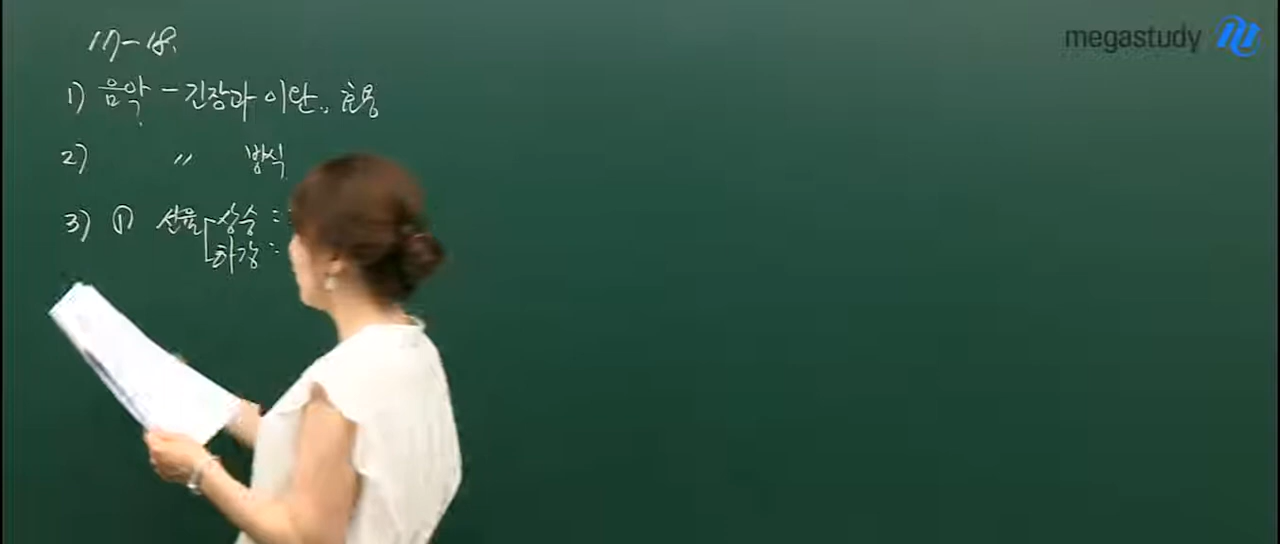 17-18.
megastudy
1) 음악 - 긴장과 이완., 효용
2) 〃 방식
3) ① 선율 상승 :
하강 :